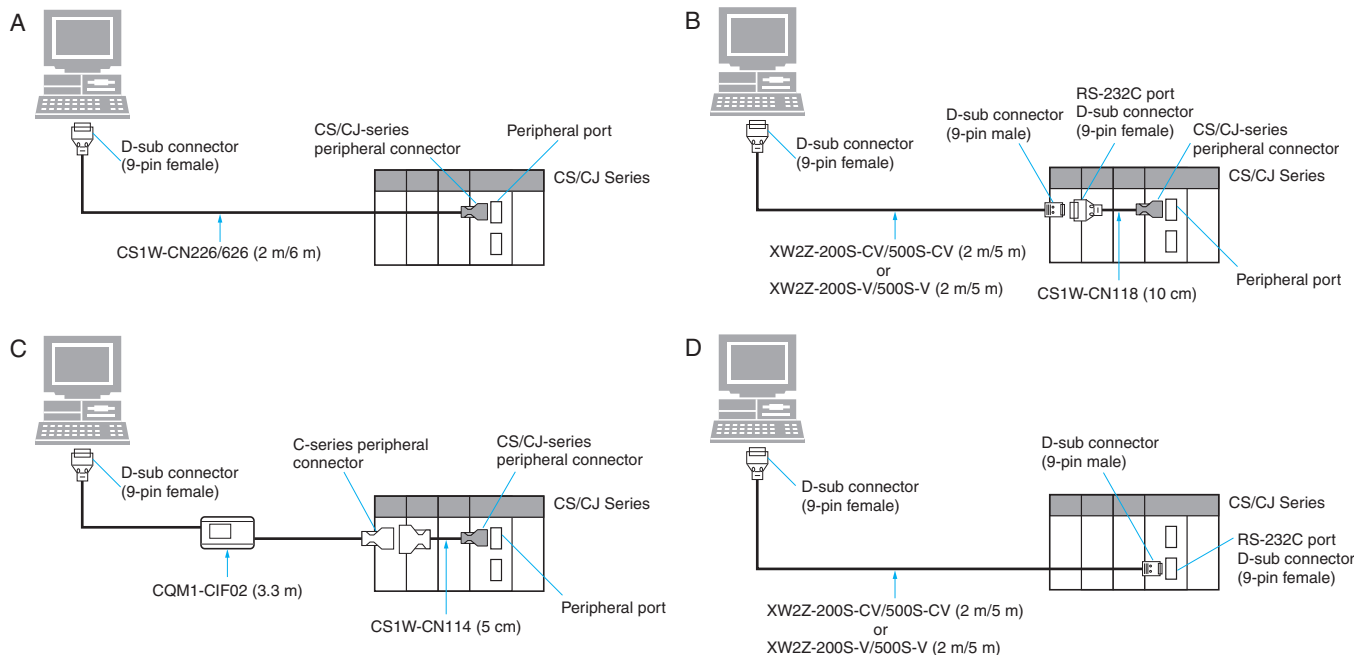 A
D-sub connector
(9-pin female)
CS/CJ-series
peripheral connector
Peripheral port
CS/CJ Series
CS1W-CN226/626 (2 m/6 m)
B
D-sub connector
(9-pin female)
D-sub connector
(9-pin male)
RS-232C port
D-sub connector
(9-pin female)
CS/CJ-series
peripheral connector
CS/CJ Series
XW2Z-200S-CV/500S-CV (2 m/5 m)
or
XW2Z-200S-V/500S-V (2 m/5 m)
CS1W-CN118 (10 cm)
Peripheral port
C
D-sub connector
(9-pin female)
C-series peripheral
connector
CS/CJ-series
peripheral connector
CS/CJ Series
CQM1-CIF02 (3.3 m)
CS1W-CN114 (5 cm)
Peripheral port
D
D-sub connector
(9-pin female)
D-sub connector
(9-pin male)
CS/CJ Series
RS-232C port
D-sub connector
(9-pin female)
XW2Z-200S-CV/500S-CV (2 m/5 m)
or
XW2Z-200S-V/500S-V (2 m/5 m)